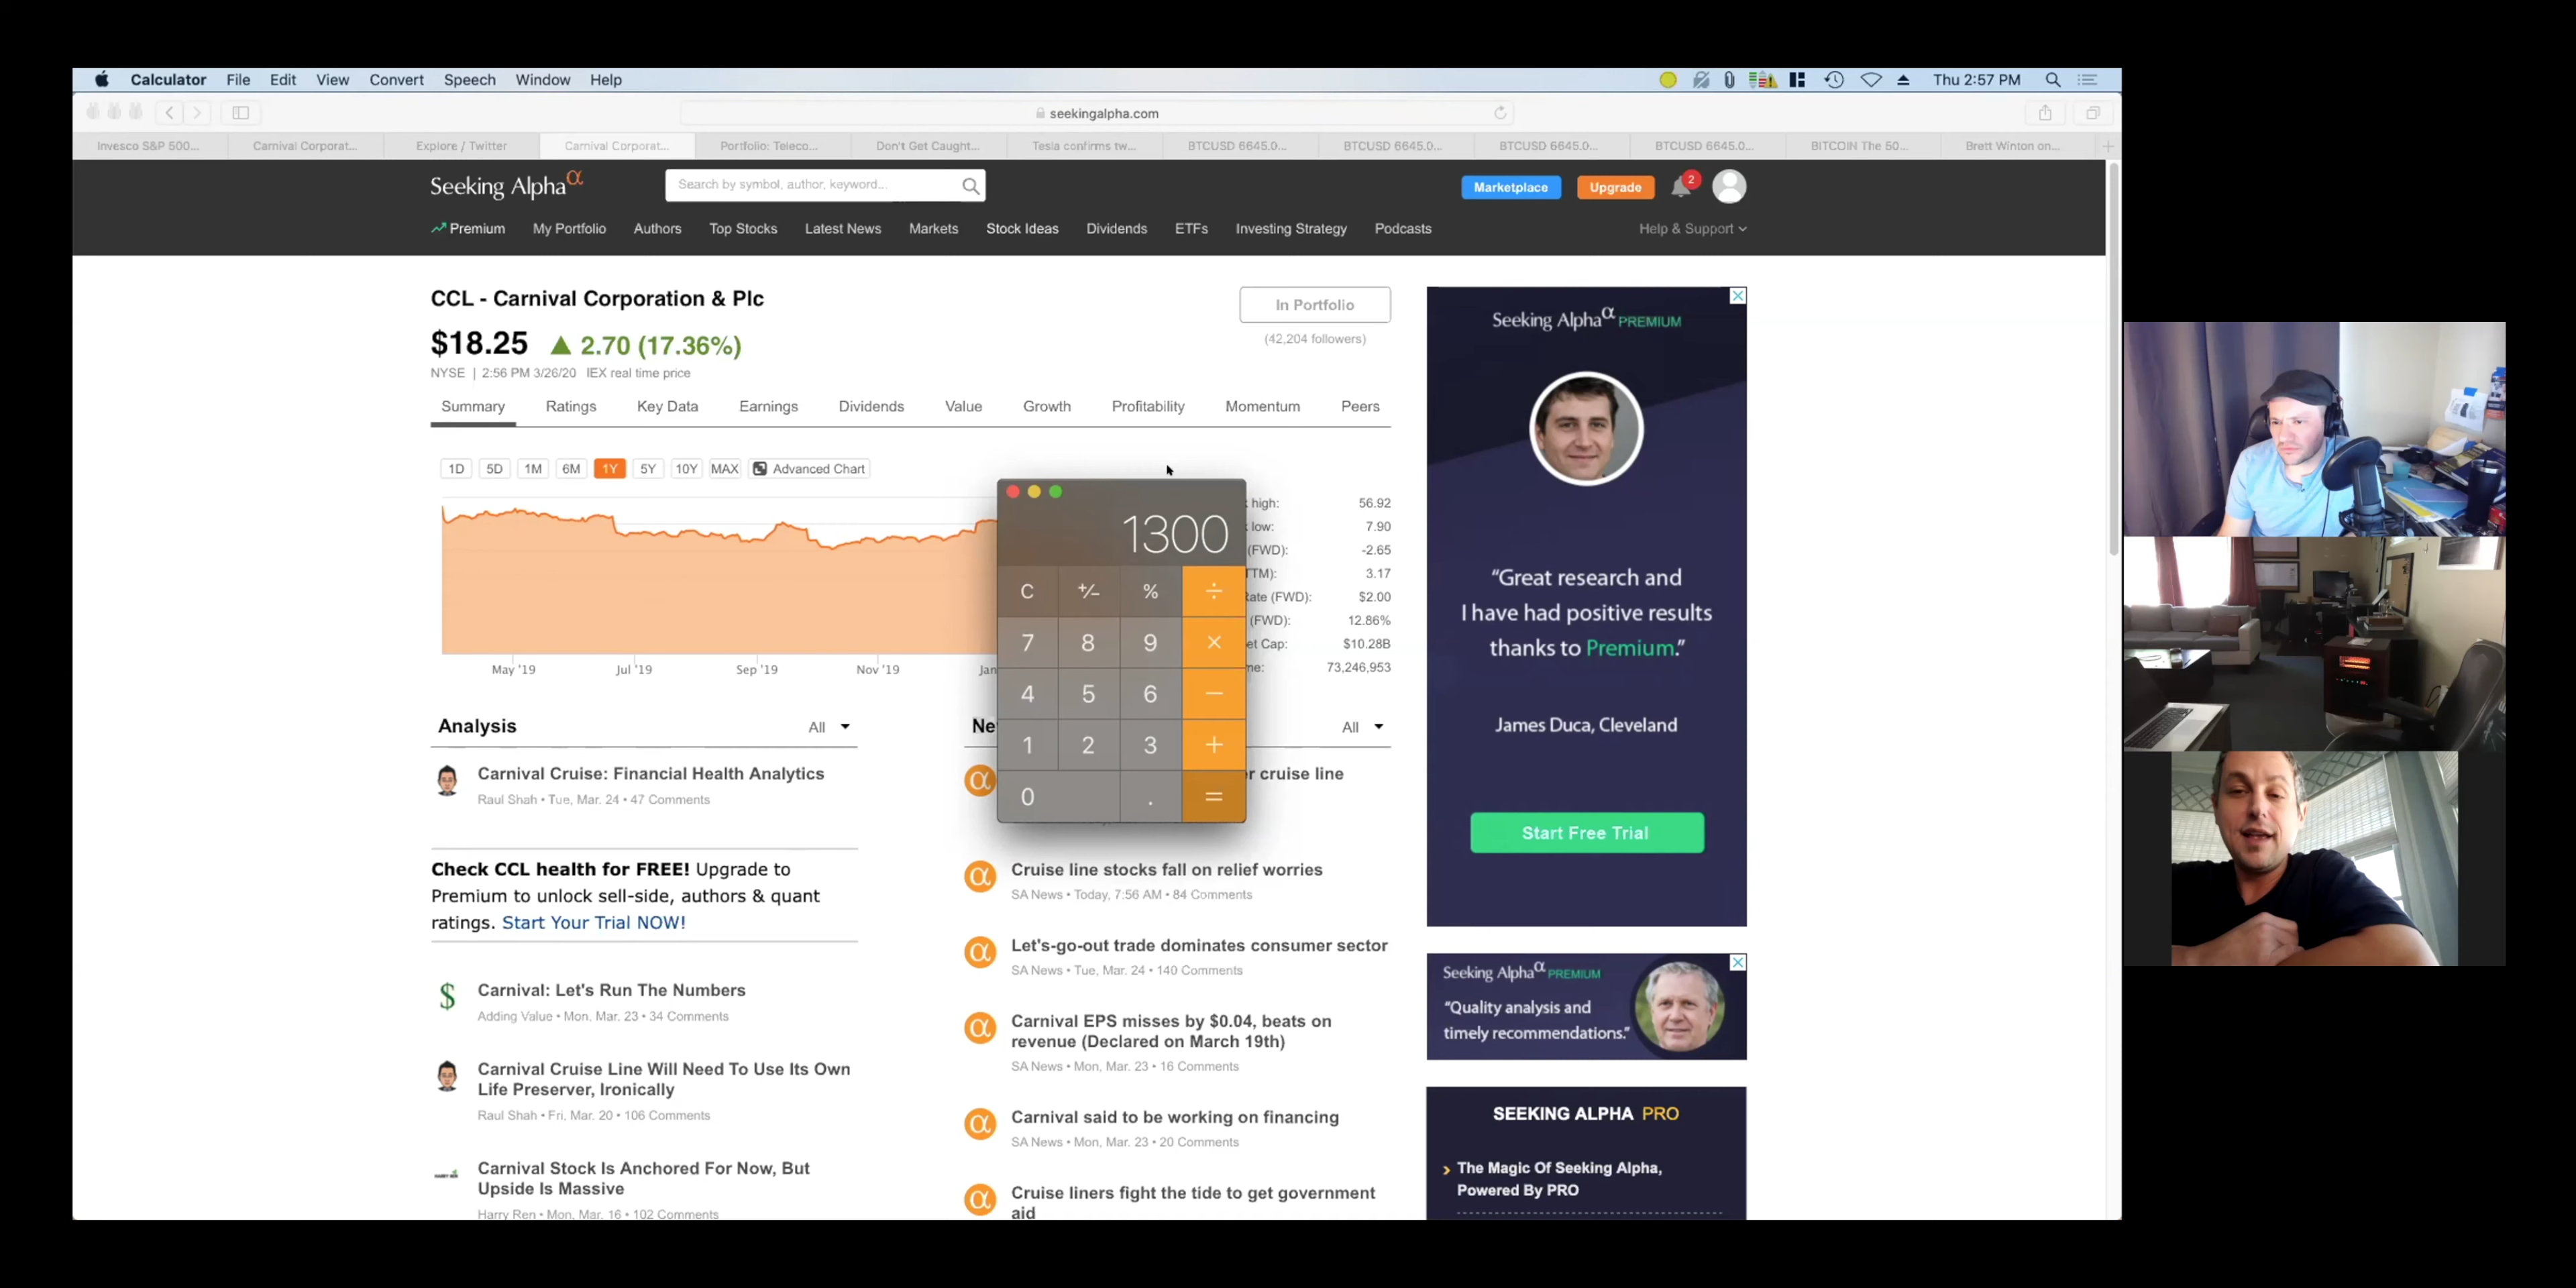 Calculator File Edit View Convert Speech Window Help Thu 2:57 PM
seekingalpha.com
Invesco S&P 500... Carnival Corporat... Explore / Twitter Carnival Corporat... Portfolio: Teleco... Don't Get Caught... Tesla confirms tw... BTCUSD 6645.0... BTCUSD 6645.0... BTCUSD 6645.0... BTCUSD 6645.0... BITCOIN The 50... Brett Winton on...
Seeking Alpha α Search by symbol, author, keyword... Marketplace Upgrade 2
Premium My Portfolio Authors Top Stocks Latest News Markets Stock Ideas Dividends ETFs Investing Strategy Podcasts Help & Support
CCL - Carnival Corporation & Plc
In Portfolio
$18.25 ▲ 2.70 (17.36%)
(42,204 followers)
NYSE | 2:56 PM 3/26/20 IEX real time price
Summary Ratings Key Data Earnings Dividends Value Growth Profitability Momentum Peers
1D 5D 1M 6M 1Y 5Y 10Y MAX Advanced Chart
high: 56.92
low: 7.90
(FWD): -2.65
TTM): 3.17
Rate (FWD): $2.00
(FWD): 12.86%
et Cap: $10.28B
me: 73,246,953
May '19 Jul '19 Sep '19 Nov '19 Jan
1300
C +/− % ÷
7 8 9 ×
4 5 6 −
1 2 3 +
0 . =
Analysis All
Carnival Cruise: Financial Health Analytics
Raul Shah • Tue, Mar. 24 • 47 Comments
Check CCL health for FREE! Upgrade to
Premium to unlock sell-side, authors & quant
ratings. Start Your Trial NOW!
Carnival: Let's Run The Numbers
Adding Value • Mon, Mar. 23 • 34 Comments
Carnival Cruise Line Will Need To Use Its Own
Life Preserver, Ironically
Raul Shah • Fri, Mar. 20 • 106 Comments
Carnival Stock Is Anchored For Now, But
Upside Is Massive
Harry Ren • Mon, Mar. 16 • 102 Comments
Ne All
α r cruise line
α Cruise line stocks fall on relief worries
SA News • Today, 7:56 AM • 84 Comments
α Let's-go-out trade dominates consumer sector
SA News • Tue, Mar. 24 • 140 Comments
α Carnival EPS misses by $0.04, beats on
revenue (Declared on March 19th)
SA News • Mon, Mar. 23 • 16 Comments
α Carnival said to be working on financing
SA News • Mon, Mar. 23 • 20 Comments
α Cruise liners fight the tide to get government
aid
Seeking Alpha α PREMIUM
“Great research and
I have had positive results
thanks to Premium.”
James Duca, Cleveland
Start Free Trial
Seeking Alpha α PREMIUM
“Quality analysis and
timely recommendations.”
SEEKING ALPHA PRO
The Magic Of Seeking Alpha,
Powered By PRO